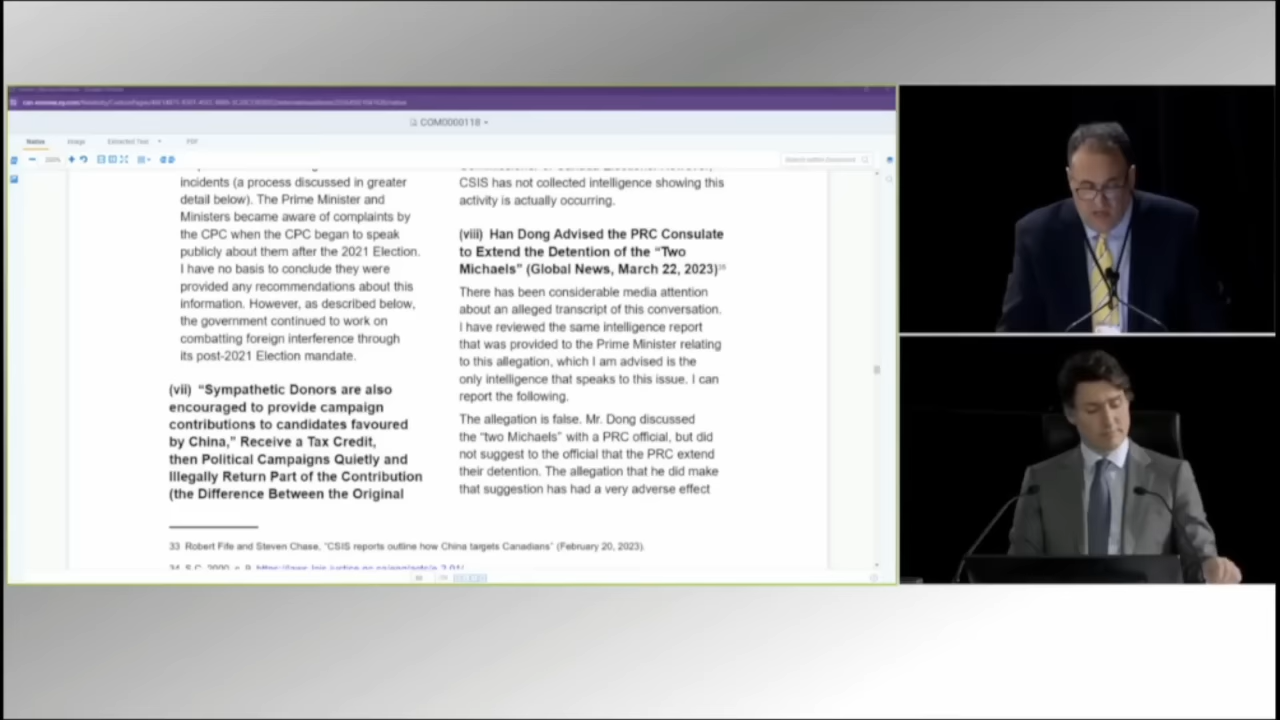 COM0000118
Native
Image
Extracted Text
PDF
incidents (a process discussed in greater
detail below). The Prime Minister and
Ministers became aware of complaints by
the CPC when the CPC began to speak
publicly about them after the 2021 Election.
I have no basis to conclude they were
provided any recommendations about this
information. However, as described below,
the government continued to work on
combatting foreign interference through
its post-2021 Election mandate.
(vii) “Sympathetic Donors are also
encouraged to provide campaign
contributions to candidates favoured
by China,” Receive a Tax Credit,
then Political Campaigns Quietly and
Illegally Return Part of the Contribution
(the Difference Between the Original
CSIS has not collected intelligence showing this
activity is actually occurring.
(viii) Han Dong Advised the PRC Consulate
to Extend the Detention of the “Two
Michaels” (Global News, March 22, 2023)
There has been considerable media attention
about an alleged transcript of this conversation.
I have reviewed the same intelligence report
that was provided to the Prime Minister relating
to this allegation, which I am advised is the
only intelligence that speaks to this issue. I can
report the following.
The allegation is false. Mr. Dong discussed
the “two Michaels” with a PRC official, but did
not suggest to the official that the PRC extend
their detention. The allegation that he did make
that suggestion has had a very adverse effect
33 Robert Fife and Steven Chase, “CSIS reports outline how China targets Canadians” (February 20, 2023).